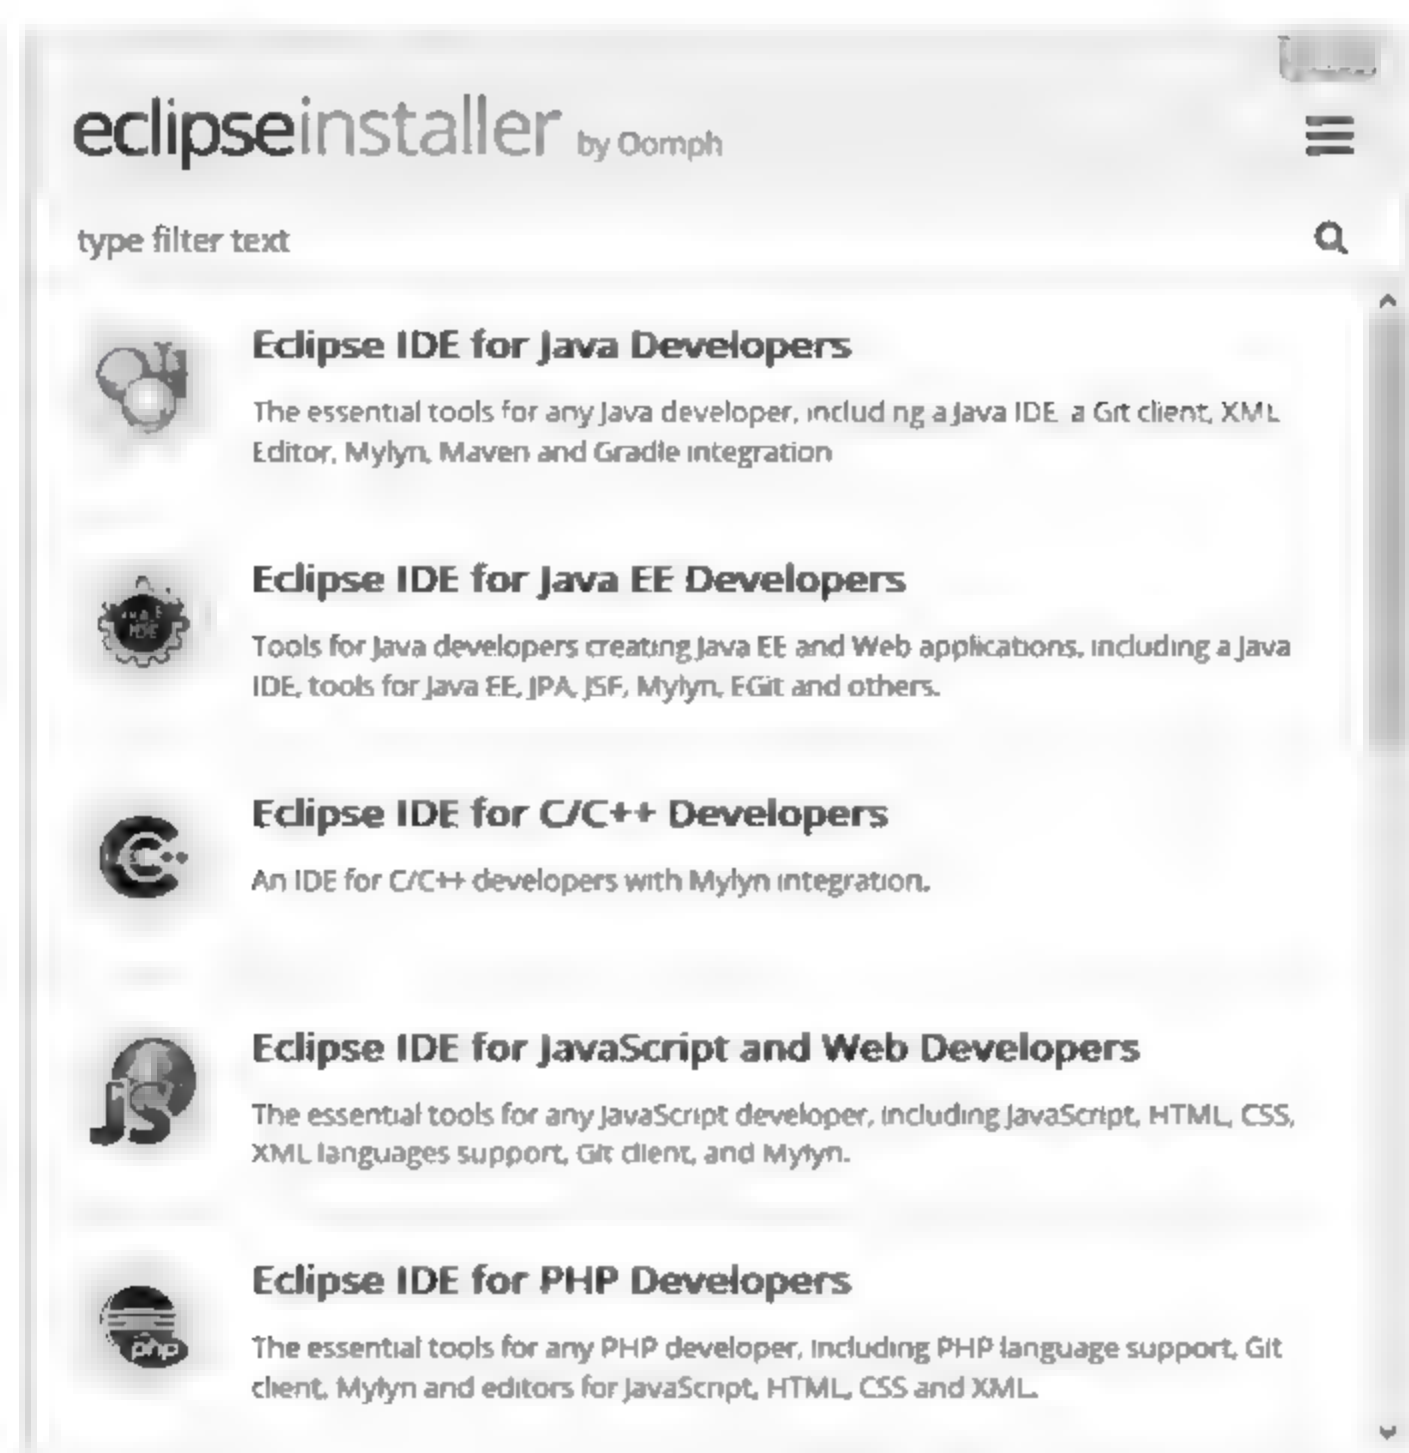 eclipseinstaller by Oomph
type filter text
Eclipse IDE for Java Developers
The essential tools for any Java developer, including a Java IDE, a Git client, XML
Editor, Mylyn, Maven and Gradle integration
Eclipse IDE for Java EE Developers
Tools for Java developers creating Java EE and Web applications, including a Java
IDE, tools for Java EE, JPA, JSF, Mylyn, EGit and others.
Eclipse IDE for C/C++ Developers
An IDE for C/C++ developers with Mylyn integration.
Eclipse IDE for JavaScript and Web Developers
JS
The essential tools for any JavaScript developer, including JavaScript, HTML, CSS,
XML languages support, Git client, and Mylyn.
Eclipse IDE for PHP Developers
php
The essential tools for any PHP developer, including PHP language support, Git
client, Mylyn and editors for JavaScript, HTML, CSS and XML.